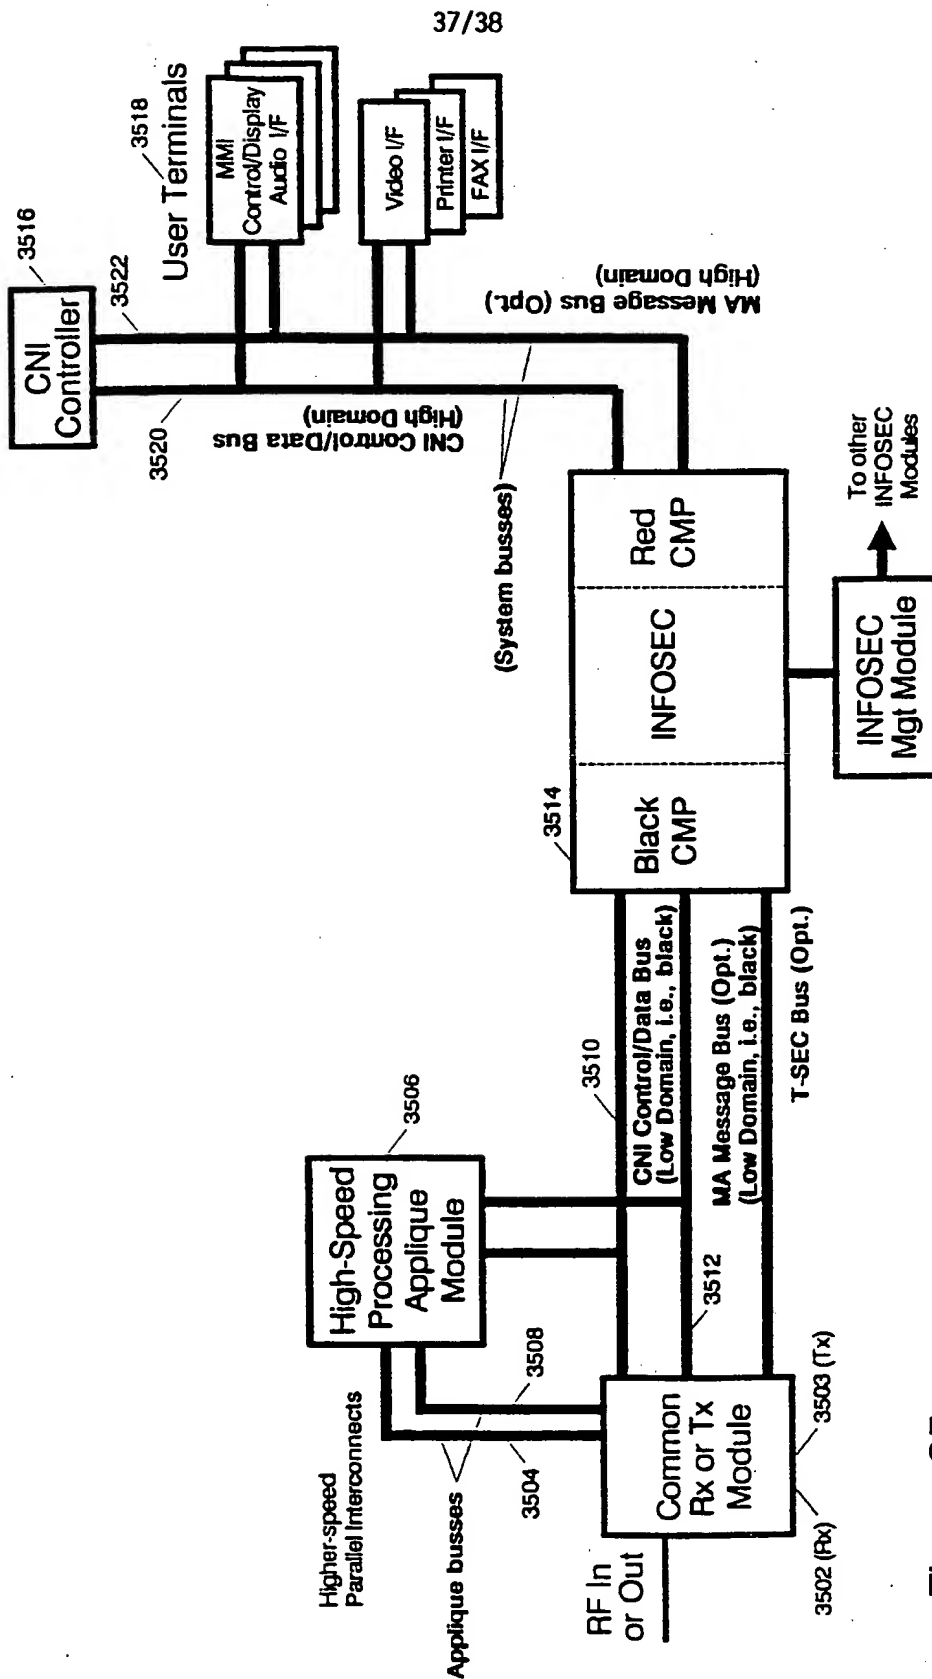 37/38
RF In
or Out
Common
Rx or Tx
Module
3502 (Rx)
3503 (Tx)
Higher-speed
Parallel Interconnects
Applique busses
3504
3508
High-Speed
Processing
Applique
Module
3506
3510
CNI Control/Data Bus
(Low Domain, i.e., black)
3512
MA Message Bus (Opt.)
(Low Domain, i.e., black)
T-SEC Bus (Opt.)
3514
Black
CMP
INFOSEC
Red
CMP
INFOSEC
Mgt Module
To other
INFOSEC
Modules
(System busses)
3520
CNI Control/Data Bus
(High Domain)
MA Message Bus (Opt.)
(High Domain)
CNI
Controller
3516
3522
User Terminals
3518
MMI
Control/Display
Audio I/F
Video I/F
Printer I/F
FAX I/F